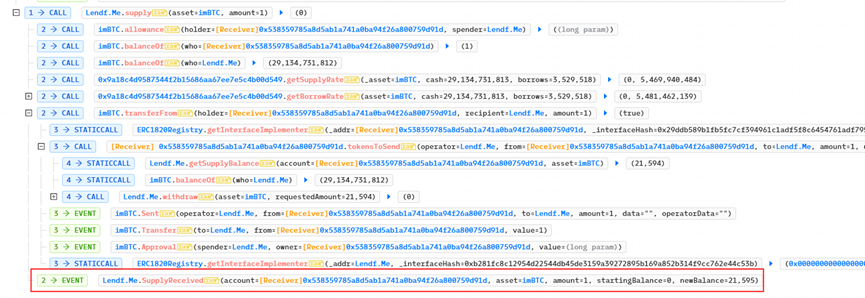 1 → CALL Lendf.Me.supply(asset=imBTC, amount=1) ▶ (0)
2 → CALL imBTC.allowance(holder=[Receiver]0x538359785a8d5ab1a741a0ba94f26a800759d91d, spender=Lendf.Me) ▶ ((long param))
2 → CALL imBTC.balanceOf(who=[Receiver]0x538359785a8d5ab1a741a0ba94f26a800759d91d) ▶ (1)
2 → CALL imBTC.balanceOf(who=Lendf.Me) ▶ (29,134,731,812)
2 → CALL 0x9a18c4d9587344f2b15686aa67ee7e5c4b00d549.getSupplyRate(_asset=imBTC, cash=29,134,731,813, borrows=3,529,518) ▶ (0, 5,469,940,484)
2 → CALL 0x9a18c4d9587344f2b15686aa67ee7e5c4b00d549.getBorrowRate(asset=imBTC, cash=29,134,731,813, borrows=3,529,518) ▶ (0, 5,481,462,139)
2 → CALL imBTC.transferFrom(holder=[Receiver]0x538359785a8d5ab1a741a0ba94f26a800759d91d, recipient=Lendf.Me, amount=1) ▶ (true)
3 → STATICCALL ERC1820Registry.getInterfaceImplementer(_addr=[Receiver]0x538359785a8d5ab1a741a0ba94f26a800759d91d, _interfaceHash=0x29ddb589b1fb5fc7cf394961c1adf5f8c6454761adf795
3 → CALL [Receiver] 0x538359785a8d5ab1a741a0ba94f26a800759d91d.tokensToSend(operator=Lendf.Me, from=[Receiver]0x538359785a8d5ab1a741a0ba94f26a800759d91d, to=Lendf.Me, amount=1,
4 → STATICCALL Lendf.Me.getSupplyBalance(account=[Receiver]0x538359785a8d5ab1a741a0ba94f26a800759d91d, asset=imBTC) ▶ (21,594)
4 → STATICCALL imBTC.balanceOf(who=Lendf.Me) ▶ (29,134,731,812)
4 → CALL Lendf.Me.withdraw(asset=imBTC, requestedAmount=21,594) ▶ (0)
3 → EVENT imBTC.Sent(operator=Lendf.Me, from=[Receiver]0x538359785a8d5ab1a741a0ba94f26a800759d91d, to=Lendf.Me, amount=1, data="", operatorData="")
3 → EVENT imBTC.Transfer(to=Lendf.Me, from=[Receiver]0x538359785a8d5ab1a741a0ba94f26a800759d91d, value=1)
3 → EVENT imBTC.Approval(spender=Lendf.Me, owner=[Receiver]0x538359785a8d5ab1a741a0ba94f26a800759d91d, value=(long param))
3 → STATICCALL ERC1820Registry.getInterfaceImplementer(_addr=Lendf.Me, _interfaceHash=0xb281fc8c12954d22544db45de3159a39272895b169a852b314f9cc762e44c53b) ▶
2 → EVENT Lendf.Me.SupplyReceived(account=[Receiver]0x538359785a8d5ab1a741a0ba94f26a800759d91d, asset=imBTC, amount=1, startingBalance=0, newBalance=21,595)